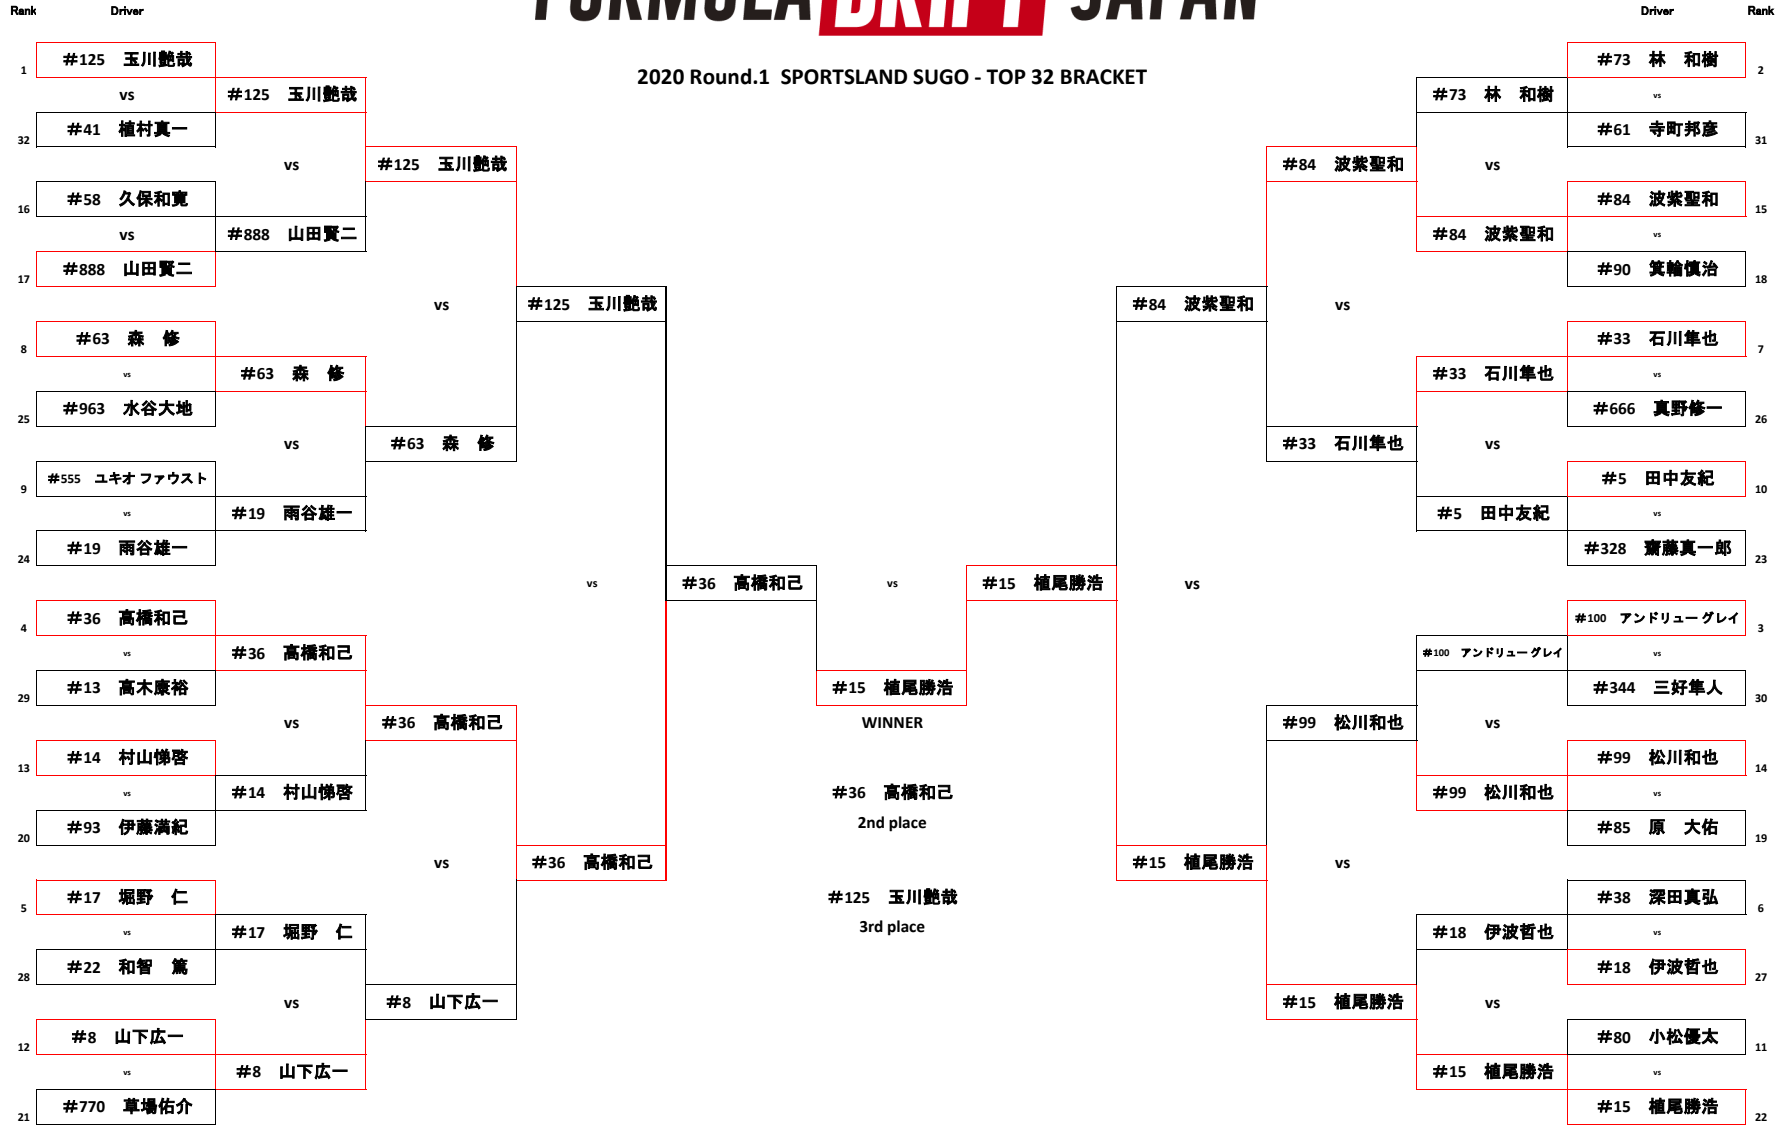 FORMULA DRIFT JAPAN
Rank Driver
Driver Rank
2020 Round.1 SPORTSLAND SUGO - TOP 32 BRACKET
1 #125 玉川艶哉
vs
32 #41 植村真一
16 #58 久保和寛
vs
17 #888 山田賢二
8 #63 森 修
vs
25 #963 水谷大地
9 #555 ユキオ ファウスト
vs
24 #19 雨谷雄一
4 #36 髙橋和己
vs
29 #13 高木康裕
13 #14 村山悌啓
vs
20 #93 伊藤満紀
5 #17 堀野 仁
vs
28 #22 和智 篤
12 #8 山下広一
vs
21 #770 草場佑介
#125 玉川艶哉
vs
#888 山田賢二
#63 森 修
vs
#19 雨谷雄一
#36 髙橋和己
vs
#14 村山悌啓
#17 堀野 仁
vs
#8 山下広一
#125 玉川艶哉
vs
#63 森 修
#36 髙橋和己
vs
#8 山下広一
#125 玉川艶哉
vs
#36 髙橋和己
#36 髙橋和己
vs
#15 植尾勝浩
#15 植尾勝浩
WINNER
#36 髙橋和己
2nd place
#125 玉川艶哉
3rd place
#84 波紫聖和
vs
#15 植尾勝浩
#84 波紫聖和
vs
#33 石川隼也
#99 松川和也
vs
#15 植尾勝浩
#73 林 和樹
vs
#84 波紫聖和
#33 石川隼也
vs
#5 田中友紀
#100 アンドリュー グレイ
vs
#99 松川和也
#18 伊波哲也
vs
#15 植尾勝浩
#73 林 和樹 2
vs
#61 寺町邦彦 31
#84 波紫聖和 15
vs
#90 箕輪慎治 18
#33 石川隼也 7
vs
#666 真野修一 26
#5 田中友紀 10
vs
#328 齋藤真一郎 23
#100 アンドリュー グレイ 3
vs
#344 三好隼人 30
#99 松川和也 14
vs
#85 原 大佑 19
#38 深田真弘 6
vs
#18 伊波哲也 27
#80 小松優太 11
vs
#15 植尾勝浩 22